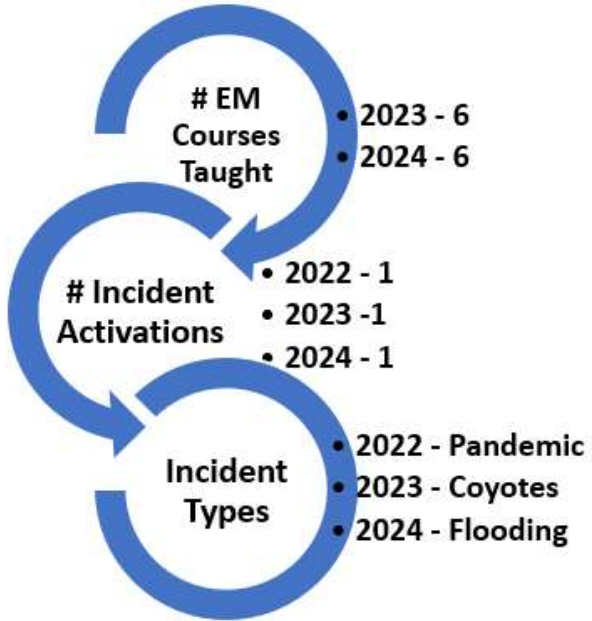 # EM
Courses
Taught
• 2023 - 6
• 2024 - 6
# Incident
Activations
• 2022 - 1
• 2023 -1
• 2024 - 1
Incident
Types
• 2022 - Pandemic
• 2023 - Coyotes
• 2024 - Flooding